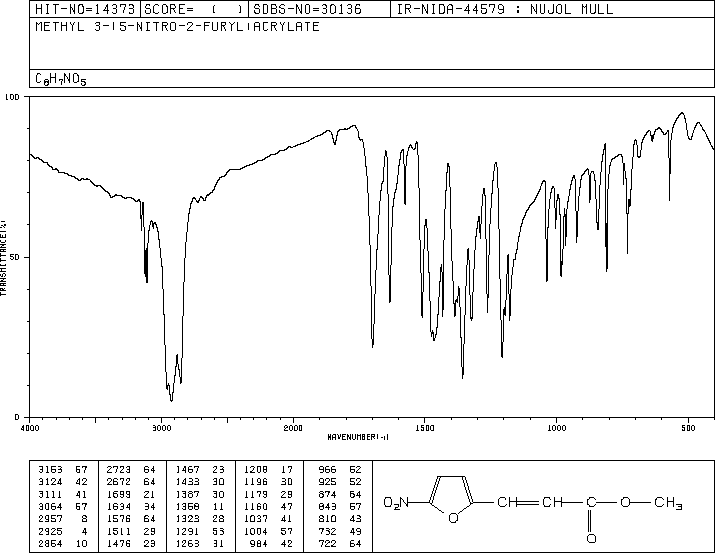 HIT-NO=14373 SCORE= ( ) SDBS-NO=30136 IR-NIDA-44579 : NUJOL MULL
METHYL 3-(5-NITRO-2-FURYL)ACRYLATE
C8H7NO5
100
50
0
TRANSMITTANCE(%)
4000 3000 2000 1500 1000 500
WAVENUMBER(-1)
3163 57 2723 64 1467 23 1208 17 966 52
3124 42 2672 64 1433 30 1196 30 925 52
3111 41 1699 21 1387 30 1179 29 874 64
3064 57 1634 34 1358 11 1160 47 843 57
2957 8 1576 64 1323 28 1037 41 810 43
2925 4 1511 29 1291 53 1004 57 732 49
2854 10 1476 23 1263 31 984 42 722 64
O2N O CH=CH C O CH3
O